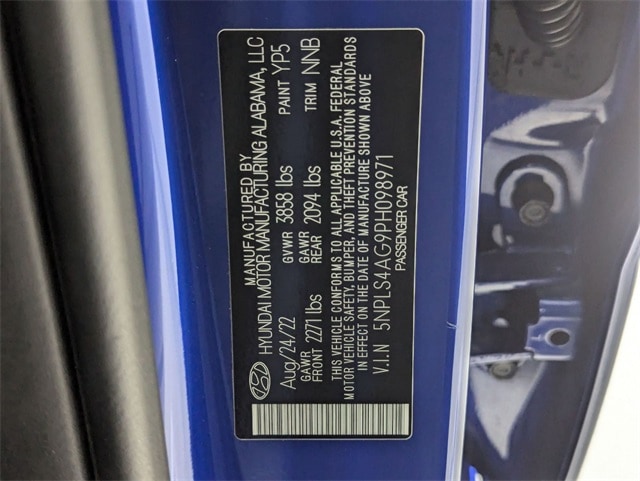 MANUFACTURED BY
HYUNDAI MOTOR MANUFACTURING ALABAMA, LLC
Aug/24/22 GVWR 3858 lbs PAINT YP5
GAWR FRONT 2271 lbs GAWR REAR 2094 lbs TRIM NNB
THIS VEHICLE CONFORMS TO ALL APPLICABLE U.S.A. FEDERAL
MOTOR VEHICLE SAFETY, BUMPER, AND THEFT PREVENTION STANDARDS
IN EFFECT ON THE DATE OF MANUFACTURE SHOWN ABOVE
V.I.N 5NPLS4AG9PH098971
PASSENGER CAR